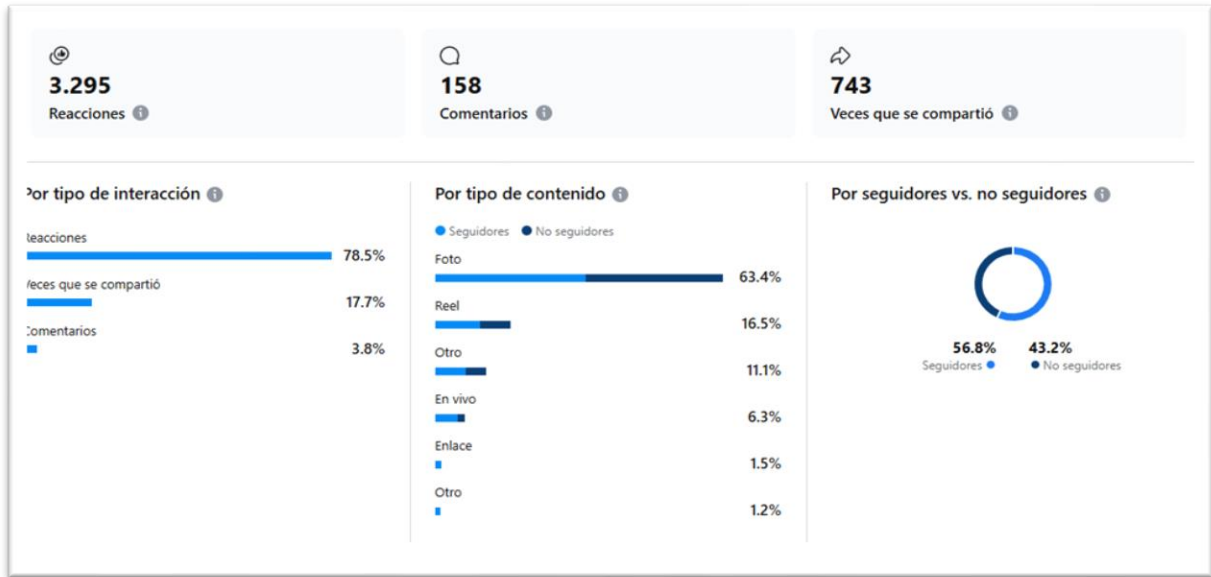 3.295
Reacciones
158
Comentarios
743
Veces que se compartió
Por tipo de interacción
Reacciones
78.5%
Veces que se compartió
17.7%
Comentarios
3.8%
Por tipo de contenido
Seguidores No seguidores
Foto
63.4%
Reel
16.5%
Otro
11.1%
En vivo
6.3%
Enlace
1.5%
Otro
1.2%
Por seguidores vs. no seguidores
56.8% 43.2%
Seguidores No seguidores